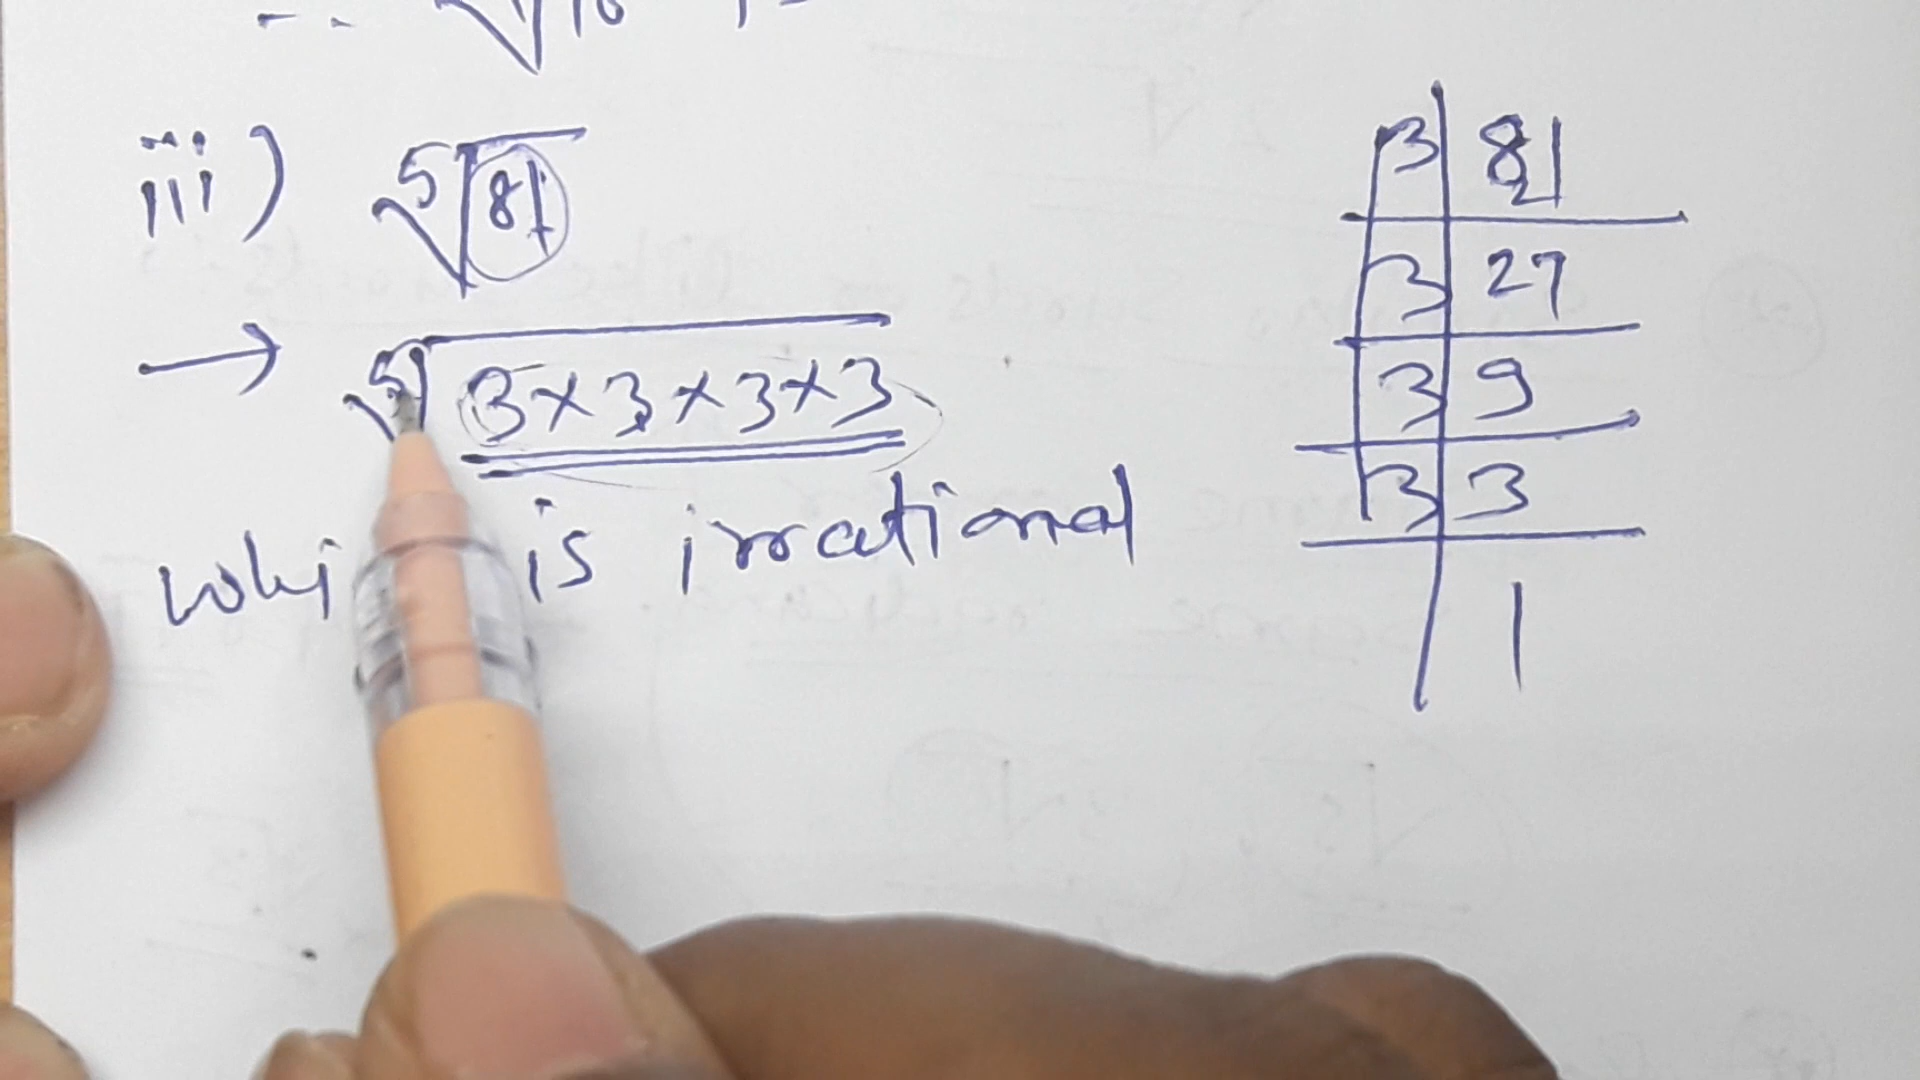 iii) ⁵√81
→ ⁵√3×3×3×3
whi is irrational
3 | 81
3 | 27
3 | 9
3 | 3
1